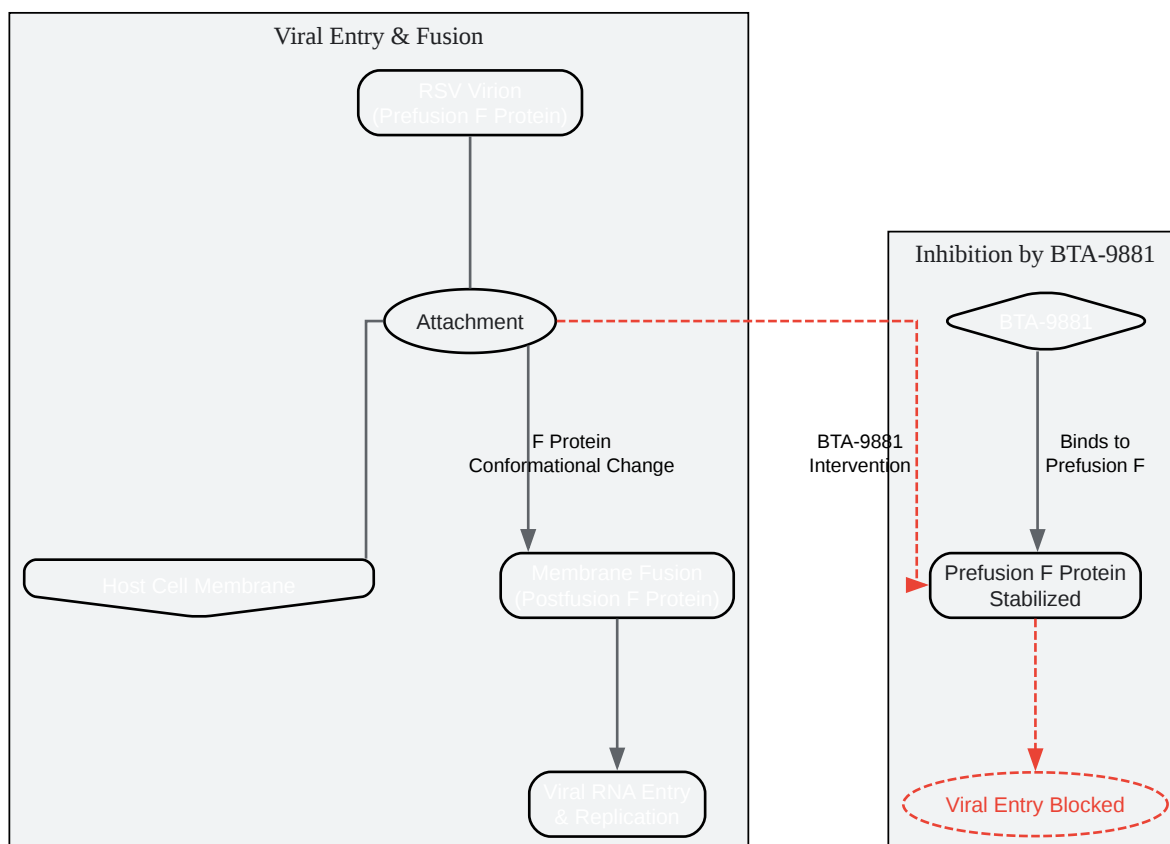 Viral Entry & Fusion
RSV Virion
(Prefusion F Protein)
Inhibition by BTA-9881
Attachment
BTA-9881
F Protein
Conformational Change
BTA-9881
Intervention
Binds to
Prefusion F
Host Cell Membrane
Membrane Fusion
(Postfusion F Protein)
Prefusion F Protein
Stabilized
Viral RNA Entry
& Replication
Viral Entry Blocked